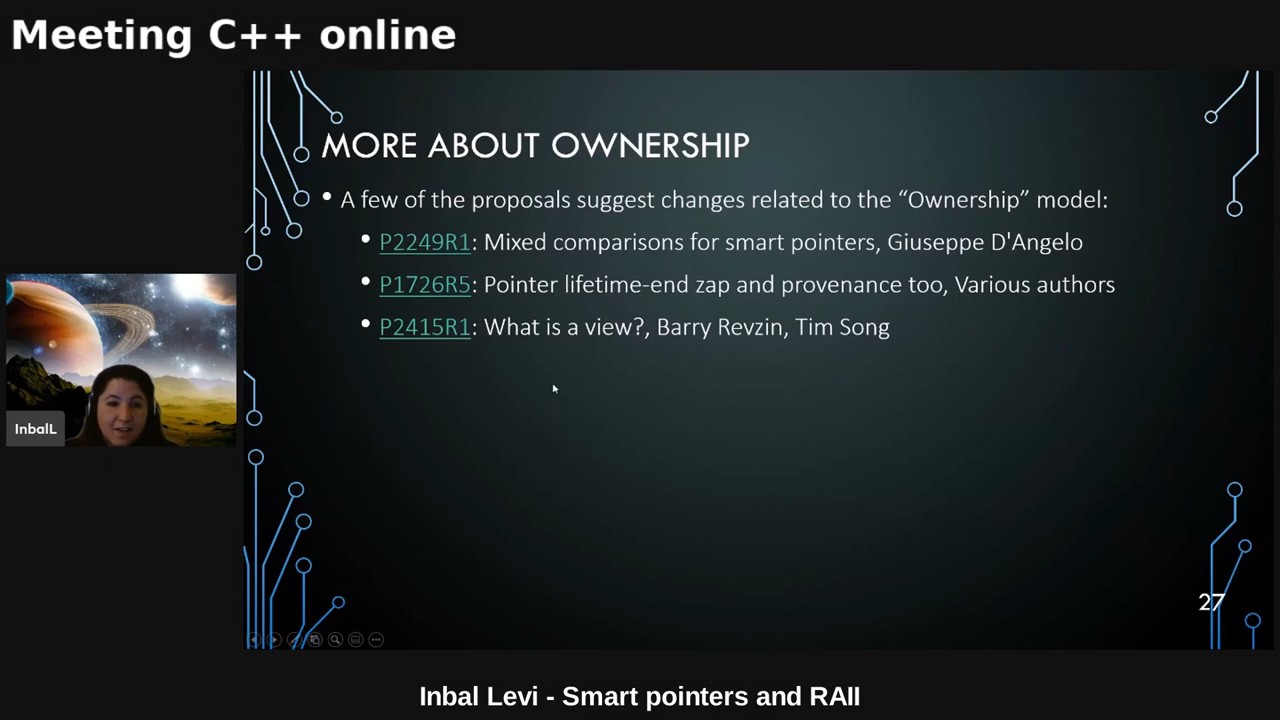 Meeting C++ online
MORE ABOUT OWNERSHIP
• A few of the proposals suggest changes related to the “Ownership” model:
• P2249R1: Mixed comparisons for smart pointers, Giuseppe D'Angelo
• P1726R5: Pointer lifetime-end zap and provenance too, Various authors
• P2415R1: What is a view?, Barry Revzin, Tim Song
InbalL
27
Inbal Levi - Smart pointers and RAII